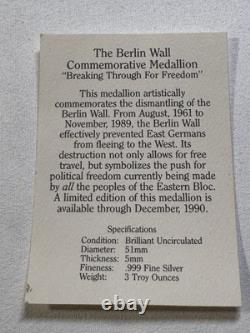 The Berlin Wall
Commemorative Medallion
"Breaking Through For Freedom"
This medallion artistically
commemorates the dismantling of the
Berlin Wall. From August, 1961 to
November, 1989, the Berlin Wall
effectively prevented East Germans
from fleeing to the West. Its
destruction not only allows for free
travel, but symbolizes the push for
political freedom currently being made
by all the peoples of the Eastern Bloc.
A limited edition of this medallion is
available through December, 1990.
Specifications
Condition: Brilliant Uncirculated
Diameter: 51mm
Thickness: 5mm
Fineness: .999 Fine Silver
Weight: 3 Troy Ounces